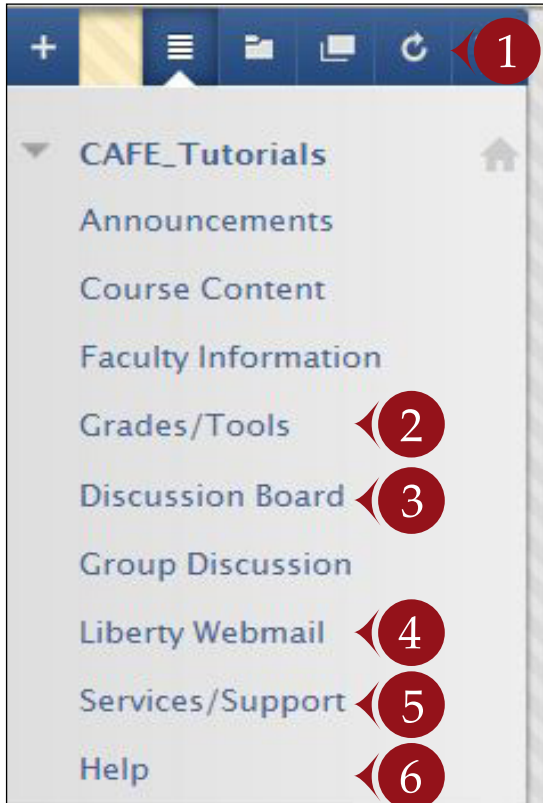 1
CAFE_Tutorials
Announcements
Course Content
Faculty Information
Grades/Tools 2
Discussion Board 3
Group Discussion
Liberty Webmail 4
Services/Support 5
Help 6